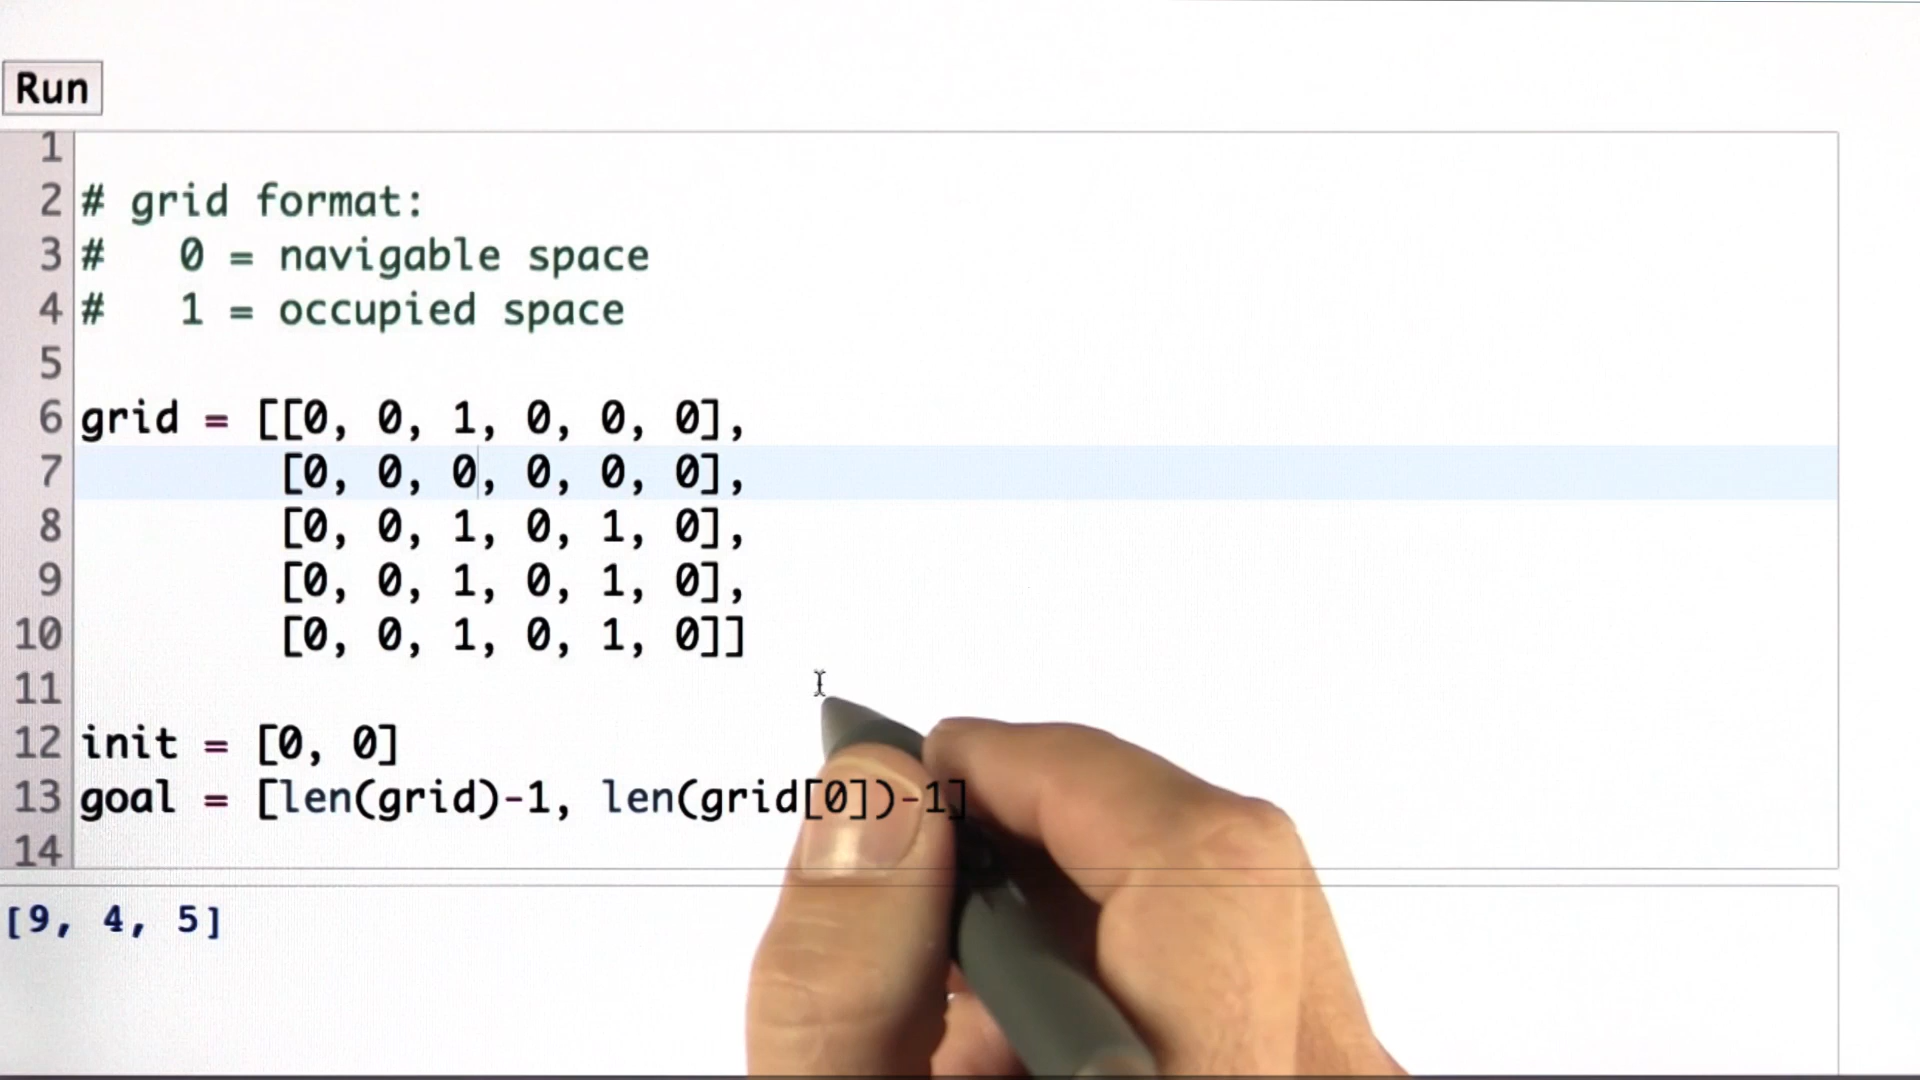 Run
1
2 # grid format:
3 #   0 = navigable space
4 #   1 = occupied space
5
6 grid = [[0, 0, 1, 0, 0, 0],
7         [0, 0, 0, 0, 0, 0],
8         [0, 0, 1, 0, 1, 0],
9         [0, 0, 1, 0, 1, 0],
10         [0, 0, 1, 0, 1, 0]]
11
12 init = [0, 0]
13 goal = [len(grid)-1, len(grid[0])-1]
14
[9, 4, 5]